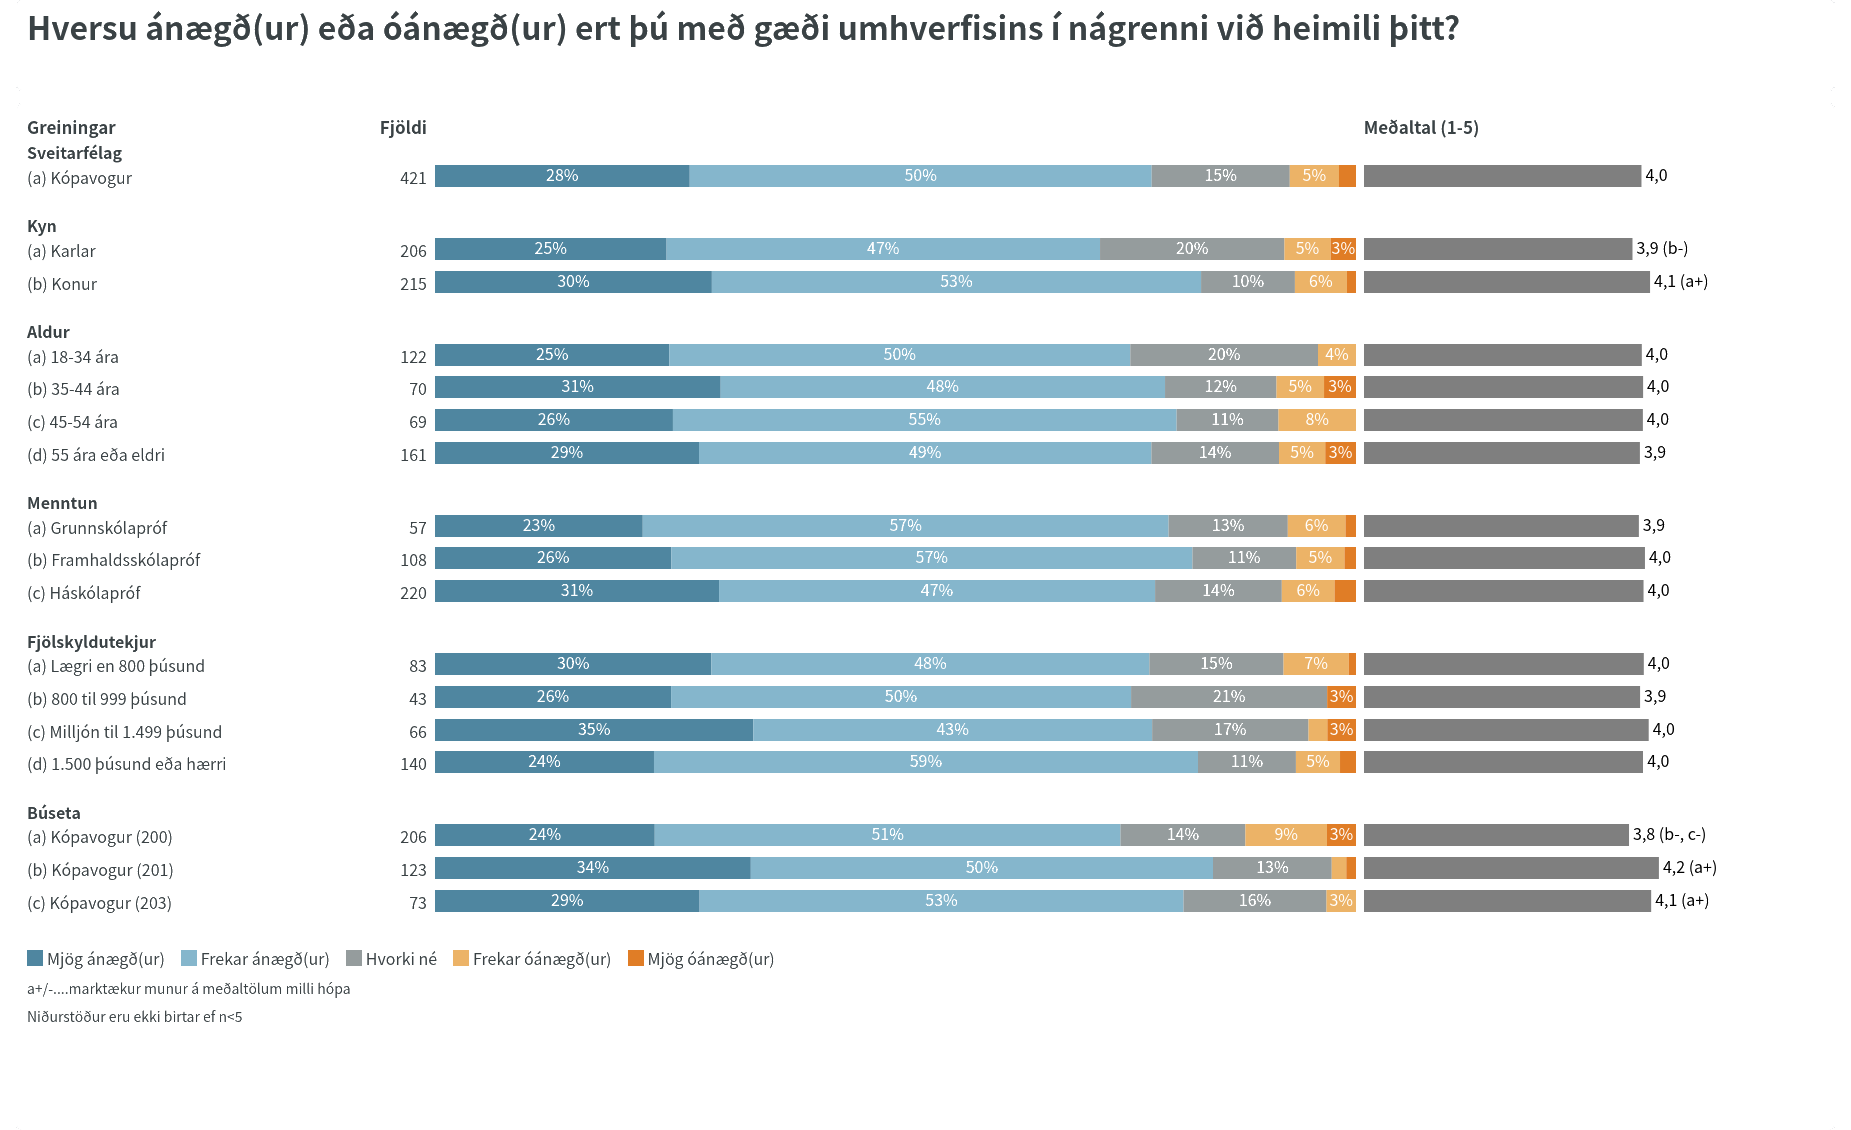 Hversu ánægð(ur) eða óánægð(ur) ert þú með gæði umhverfisins í nágrenni við heimili þitt?
Greiningar Fjöldi Meðaltal (1-5)
Sveitarfélag
(a) Kópavogur 421 28% 50% 15% 5% 4,0
Kyn
(a) Karlar 206 25% 47% 20% 5% 3% 3,9 (b-)
(b) Konur 215 30% 53% 10% 6% 4,1 (a+)
Aldur
(a) 18-34 ára 122 25% 50% 20% 4% 4,0
(b) 35-44 ára 70 31% 48% 12% 5% 3% 4,0
(c) 45-54 ára 69 26% 55% 11% 8% 4,0
(d) 55 ára eða eldri 161 29% 49% 14% 5% 3% 3,9
Menntun
(a) Grunnskólapróf 57 23% 57% 13% 6% 3,9
(b) Framhaldsskólapróf 108 26% 57% 11% 5% 4,0
(c) Háskólapróf 220 31% 47% 14% 6% 4,0
Fjölskyldutekjur
(a) Lægri en 800 þúsund 83 30% 48% 15% 7% 4,0
(b) 800 til 999 þúsund 43 26% 50% 21% 3% 3,9
(c) Milljón til 1.499 þúsund 66 35% 43% 17% 3% 4,0
(d) 1.500 þúsund eða hærri 140 24% 59% 11% 5% 4,0
Búseta
(a) Kópavogur (200) 206 24% 51% 14% 9% 3% 3,8 (b-, c-)
(b) Kópavogur (201) 123 34% 50% 13% 4,2 (a+)
(c) Kópavogur (203) 73 29% 53% 16% 3% 4,1 (a+)
Mjög ánægð(ur) Frekar ánægð(ur) Hvorki né Frekar óánægð(ur) Mjög óánægð(ur)
a+/-....marktækur munur á meðaltölum milli hópa
Niðurstöður eru ekki birtar ef n<5